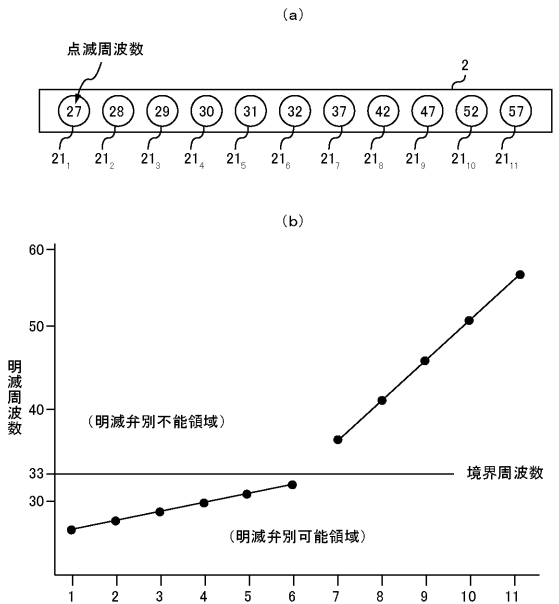 (a)
点滅周波数
2
27 28 29 30 31 32 37 42 47 52 57
21₁ 21₂ 21₃ 21₄ 21₅ 21₆ 21₇ 21₈ 21₉ 21₁₀ 21₁₁
(b)
60
50
明滅周波数
40
(明滅弁別不能領域)
33
境界周波数
30
(明滅弁別可能領域)
1 2 3 4 5 6 7 8 9 10 11